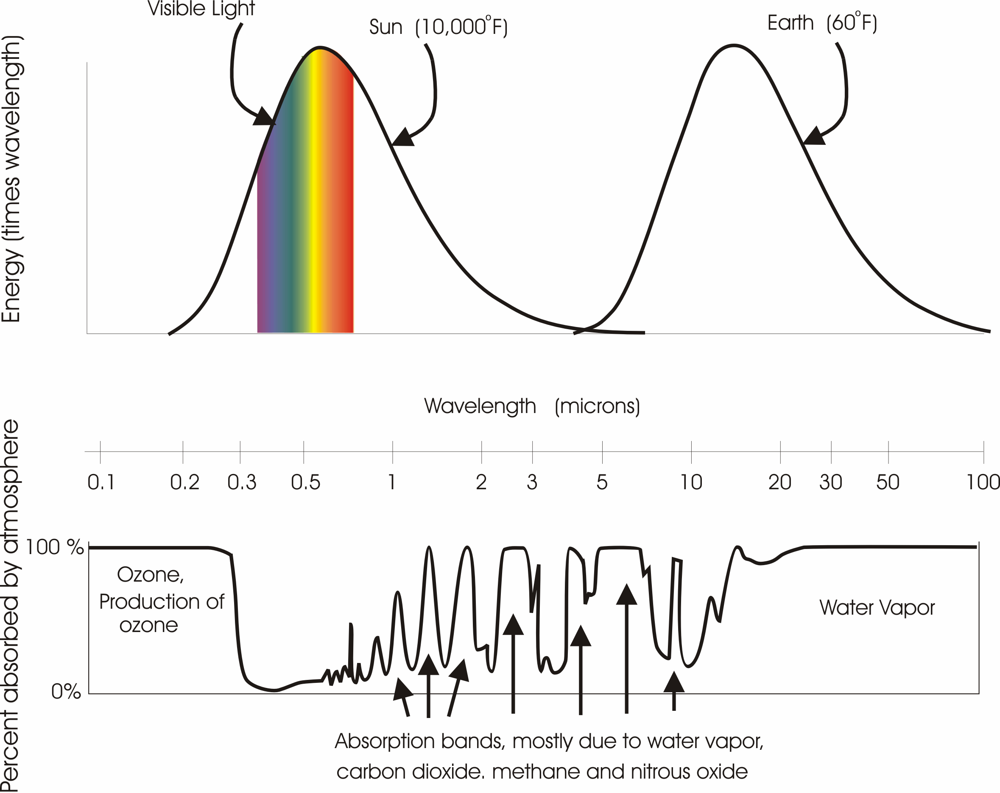 Visible Light
Sun (10,000°F)
Earth (60°F)
Energy (times wavelength)
Wavelength (microns)
0.1 0.2 0.3 0.5 1 2 3 5 10 20 30 50 100
Percent absorbed by atmosphere
100 %
0%
Ozone,
Production of
ozone
Water Vapor
Absorption bands, mostly due to water vapor,
carbon dioxide. methane and nitrous oxide